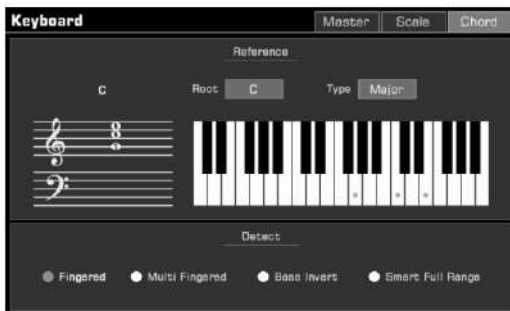 Keyboard
Master Scale Chord
Reference
C
Root C Type Major
Detect
Fingered Multi Fingered Bass Invert Smart Full Range